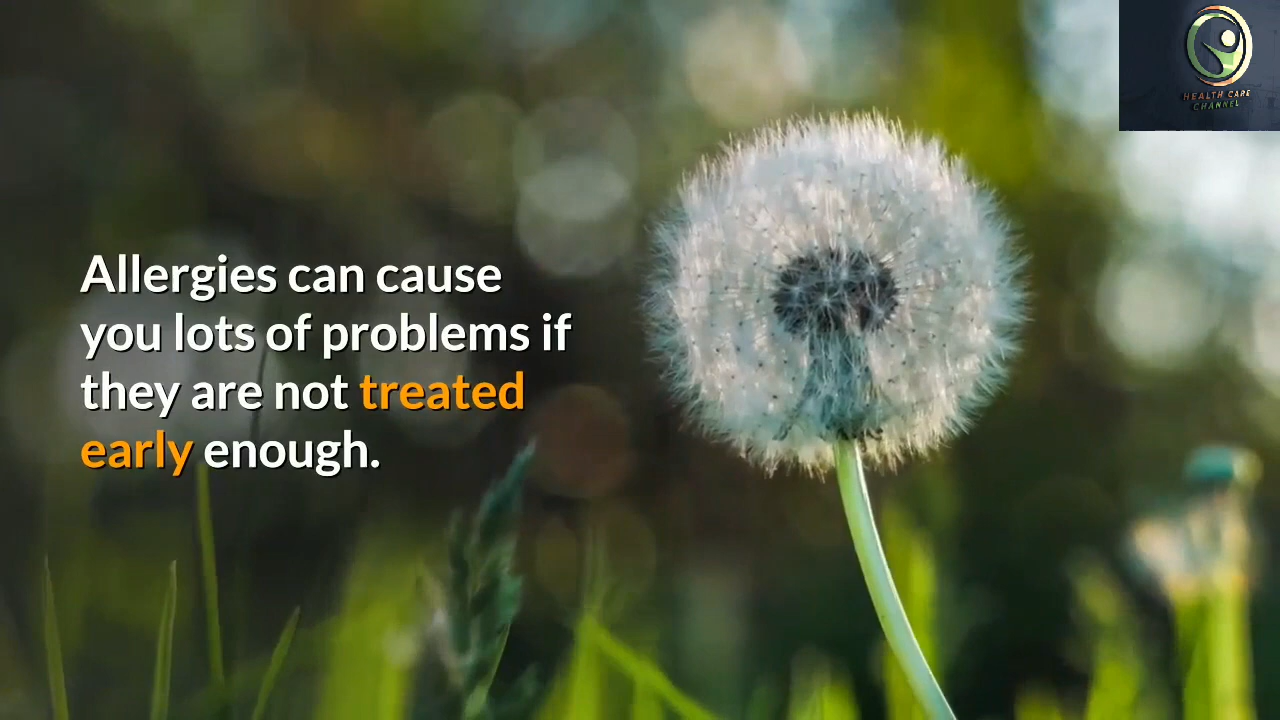 HEALTH CARE
CHANNEL
Allergies can cause
you lots of problems if
they are not treated
early enough.